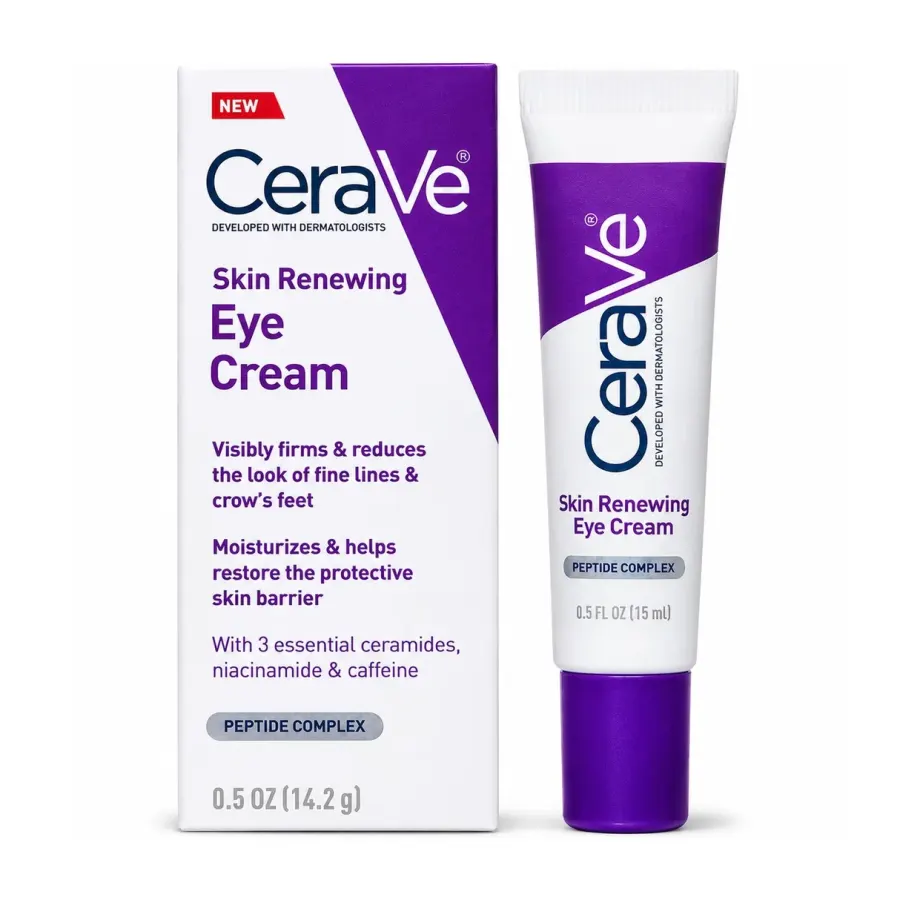 NEW
CeraVe®
DEVELOPED WITH DERMATOLOGISTS
Skin Renewing
Eye
Cream
Visibly firms & reduces
the look of fine lines &
crow's feet
Moisturizes & helps
restore the protective
skin barrier
With 3 essential ceramides,
niacinamide & caffeine
PEPTIDE COMPLEX
0.5 OZ (14.2 g)
CeraVe®
DEVELOPED WITH DERMATOLOGISTS
Skin Renewing
Eye Cream
PEPTIDE COMPLEX
0.5 FL OZ (15 ml)